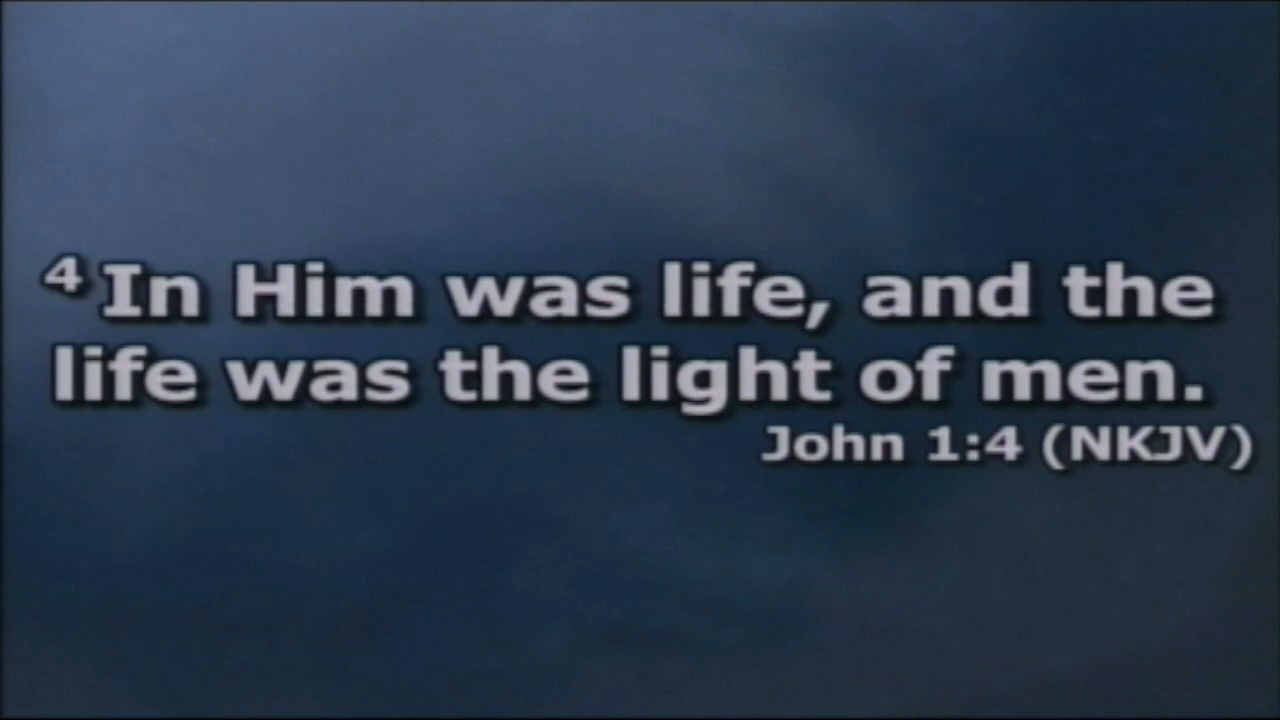 4 In Him was life, and the
life was the light of men.
John 1:4 (NKJV)